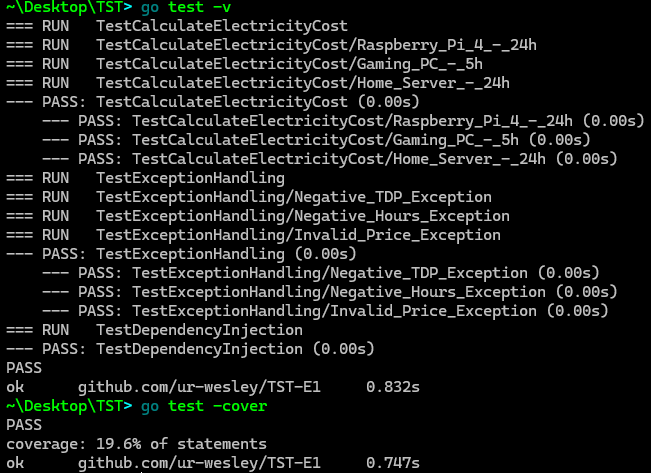 ~\Desktop\TST> go test -v
=== RUN   TestCalculateElectricityCost
=== RUN   TestCalculateElectricityCost/Raspberry_Pi_4_-_24h
=== RUN   TestCalculateElectricityCost/Gaming_PC_-_5h
=== RUN   TestCalculateElectricityCost/Home_Server_-_24h
--- PASS: TestCalculateElectricityCost (0.00s)
    --- PASS: TestCalculateElectricityCost/Raspberry_Pi_4_-_24h (0.00s)
    --- PASS: TestCalculateElectricityCost/Gaming_PC_-_5h (0.00s)
    --- PASS: TestCalculateElectricityCost/Home_Server_-_24h (0.00s)
=== RUN   TestExceptionHandling
=== RUN   TestExceptionHandling/Negative_TDP_Exception
=== RUN   TestExceptionHandling/Negative_Hours_Exception
=== RUN   TestExceptionHandling/Invalid_Price_Exception
--- PASS: TestExceptionHandling (0.00s)
    --- PASS: TestExceptionHandling/Negative_TDP_Exception (0.00s)
    --- PASS: TestExceptionHandling/Negative_Hours_Exception (0.00s)
    --- PASS: TestExceptionHandling/Invalid_Price_Exception (0.00s)
=== RUN   TestDependencyInjection
--- PASS: TestDependencyInjection (0.00s)
PASS
ok      github.com/ur-wesley/TST-E1     0.832s
~\Desktop\TST> go test -cover
PASS
coverage: 19.6% of statements
ok      github.com/ur-wesley/TST-E1     0.747s